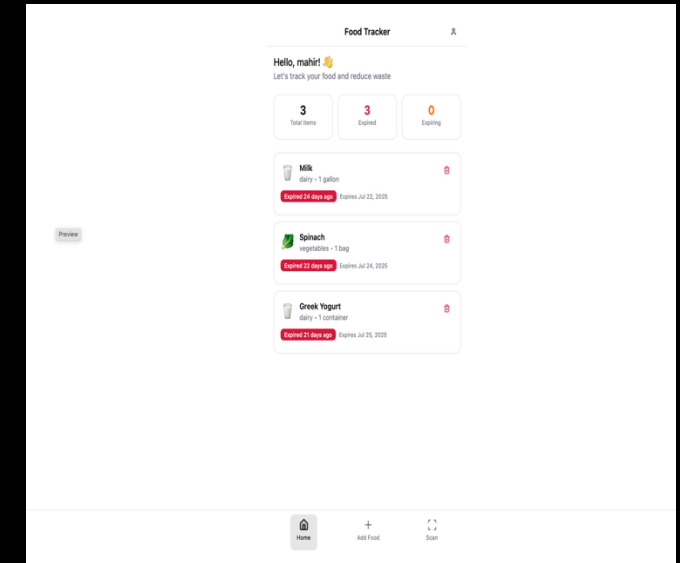 Food Tracker
Hello, mahir! 👋
Let's track your food and reduce waste
3
Total Items
3
Expired
0
Expiring
Milk
dairy • 1 gallon
Expired 24 days ago Expires Jul 22, 2025
Preview
Spinach
vegetables • 1 bag
Expired 22 days ago Expires Jul 24, 2025
Greek Yogurt
dairy • 1 container
Expired 21 days ago Expires Jul 25, 2025
Home
Add Food
Scan